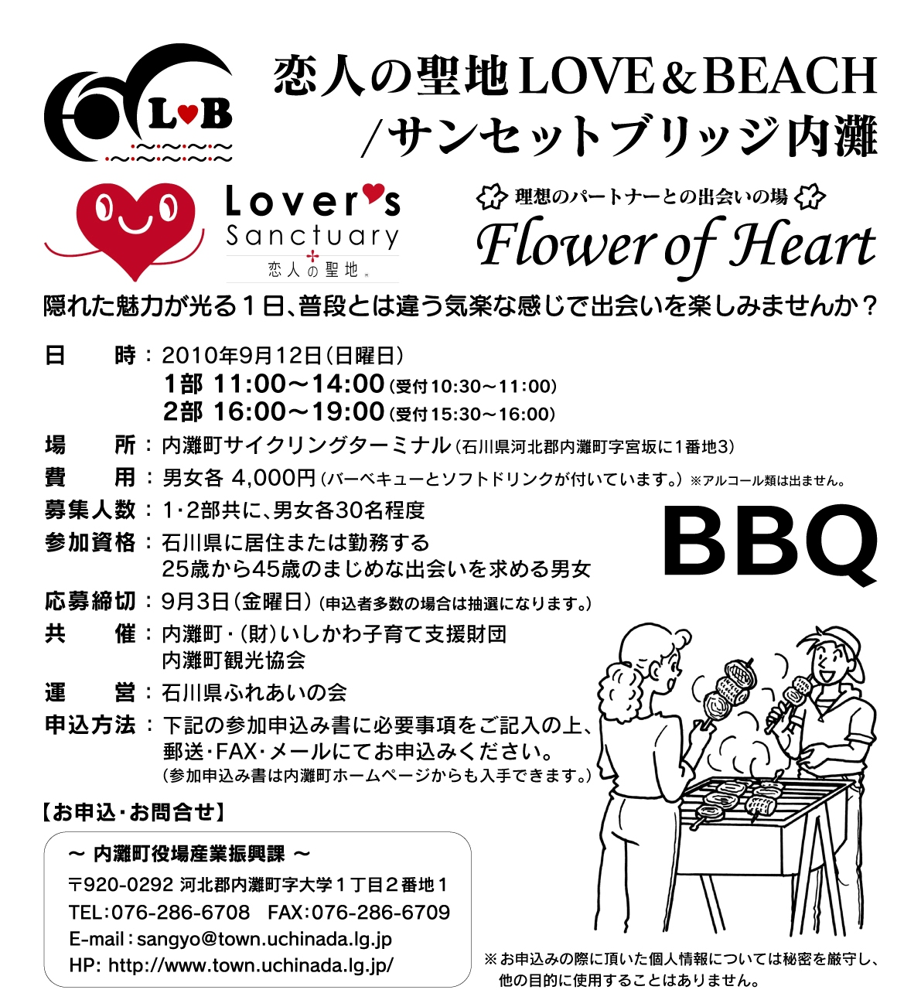 恋人の聖地LOVE＆BEACH
/サンセットブリッジ内灘
L♥B
Lover's
Sanctuary
恋人の聖地
理想のパートナーとの出会いの場
Flower of Heart
隠れた魅力が光る１日、普段とは違う気楽な感じで出会いを楽しみませんか？
日　時：2010年9月12日（日曜日）
1部 11:00～14:00（受付10:30～11:00）
2部 16:00～19:00（受付15:30～16:00）
場　所：内灘町サイクリングターミナル（石川県河北郡内灘町字宮坂に1番地3）
費　用：男女各 4,000円（バーベキューとソフトドリンクが付いています。）※アルコール類は出ません。
募集人数：1・2部共に、男女各30名程度
参加資格：石川県に居住または勤務する
25歳から45歳のまじめな出会いを求める男女
BBQ
応募締切：9月3日（金曜日）（申込者多数の場合は抽選になります。）
共　催：内灘町・（財）いしかわ子育て支援財団
内灘町観光協会
運　営：石川県ふれあいの会
申込方法：下記の参加申込み書に必要事項をご記入の上、
郵送・FAX・メールにてお申込みください。
（参加申込み書は内灘町ホームページからも入手できます。）
【お申込・お問合せ】
～ 内灘町役場産業振興課 ～
〒920-0292 河北郡内灘町字大学１丁目２番地１
TEL：076-286-6708　FAX：076-286-6709
E-mail：sangyo@town.uchinada.lg.jp
HP: http://www.town.uchinada.lg.jp/
※お申込みの際に頂いた個人情報については秘密を厳守し、
他の目的に使用することはありません。